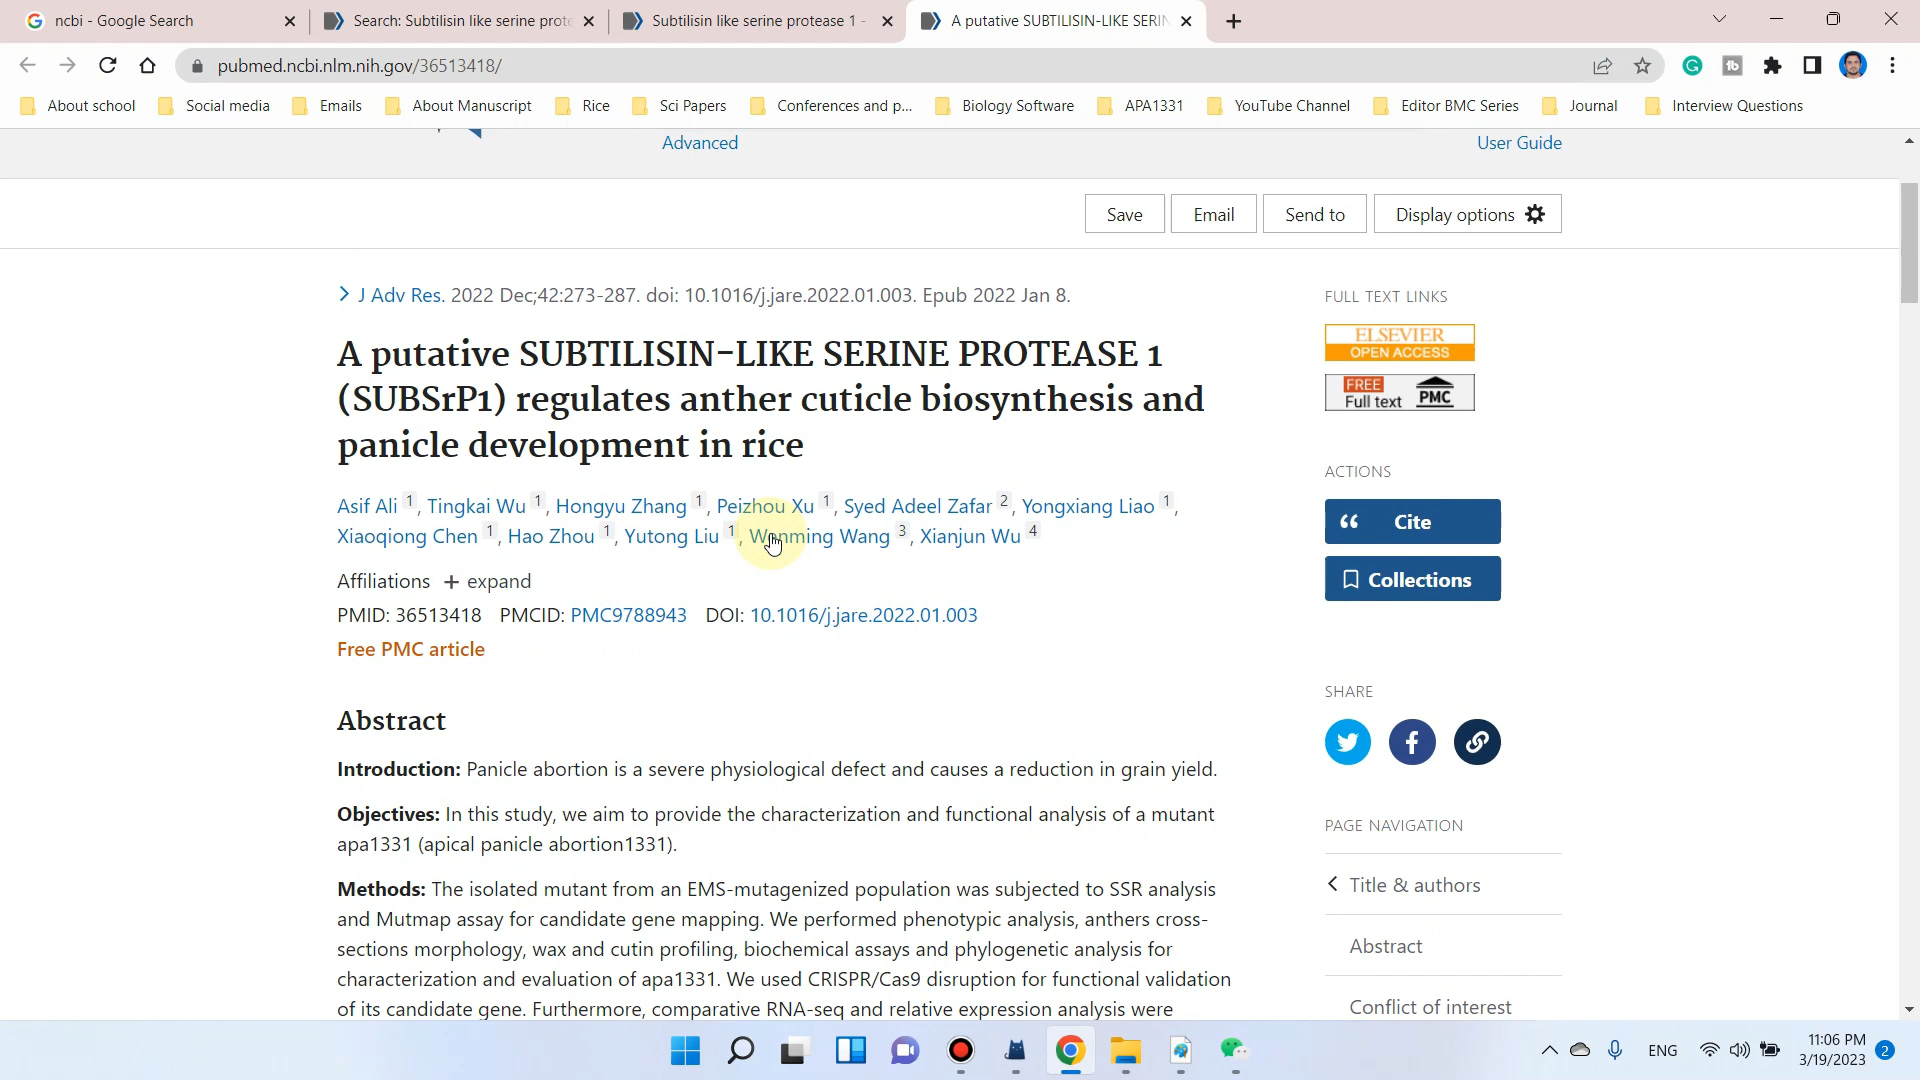 ncbi - Google Search
Search: Subtilisin like serine prote
Subtilisin like serine protease 1 -
A putative SUBTILISIN-LIKE SERIN
pubmed.ncbi.nlm.nih.gov/36513418/
About school
Social media
Emails
About Manuscript
Rice
Sci Papers
Conferences and p...
Biology Software
APA1331
YouTube Channel
Editor BMC Series
Journal
Interview Questions
Advanced
User Guide
Save
Email
Send to
Display options
J Adv Res. 2022 Dec;42:273-287. doi: 10.1016/j.jare.2022.01.003. Epub 2022 Jan 8.
A putative SUBTILISIN-LIKE SERINE PROTEASE 1
(SUBSrP1) regulates anther cuticle biosynthesis and
panicle development in rice
Asif Ali 1, Tingkai Wu 1, Hongyu Zhang 1, Peizhou Xu 1, Syed Adeel Zafar 2, Yongxiang Liao 1,
Xiaoqiong Chen 1, Hao Zhou 1, Yutong Liu 1, Wenming Wang 3, Xianjun Wu 4
Affiliations + expand
PMID: 36513418 PMCID: PMC9788943 DOI: 10.1016/j.jare.2022.01.003
Free PMC article
Abstract
Introduction: Panicle abortion is a severe physiological defect and causes a reduction in grain yield.
Objectives: In this study, we aim to provide the characterization and functional analysis of a mutant
apa1331 (apical panicle abortion1331).
Methods: The isolated mutant from an EMS-mutagenized population was subjected to SSR analysis
and Mutmap assay for candidate gene mapping. We performed phenotypic analysis, anthers cross-
sections morphology, wax and cutin profiling, biochemical assays and phylogenetic analysis for
characterization and evaluation of apa1331. We used CRISPR/Cas9 disruption for functional validation
of its candidate gene. Furthermore, comparative RNA-seq and relative expression analysis were
FULL TEXT LINKS
ELSEVIER
OPEN ACCESS
FREE
Full text PMC
ACTIONS
Cite
Collections
SHARE
PAGE NAVIGATION
Title & authors
Abstract
Conflict of interest
ENG
11:06 PM
3/19/2023
2